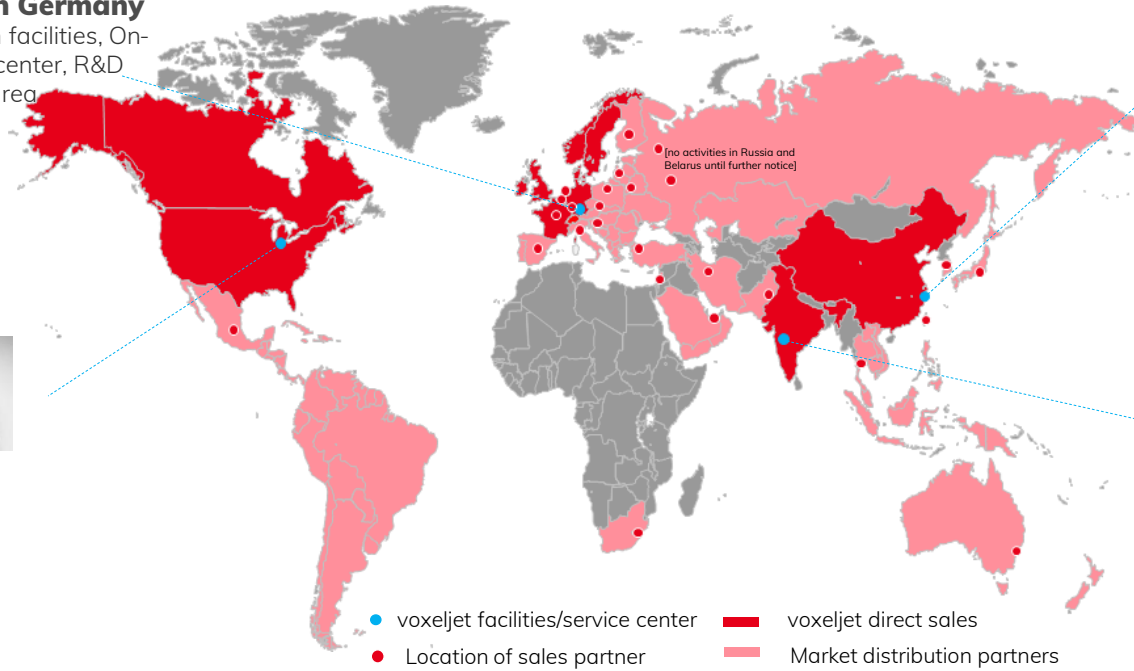 n Germany
n facilities, On-
center, R&D
rea
[no activities in Russia and
Belarus until further notice]
voxeljet facilities/service center
voxeljet direct sales
Location of sales partner
Market distribution partners